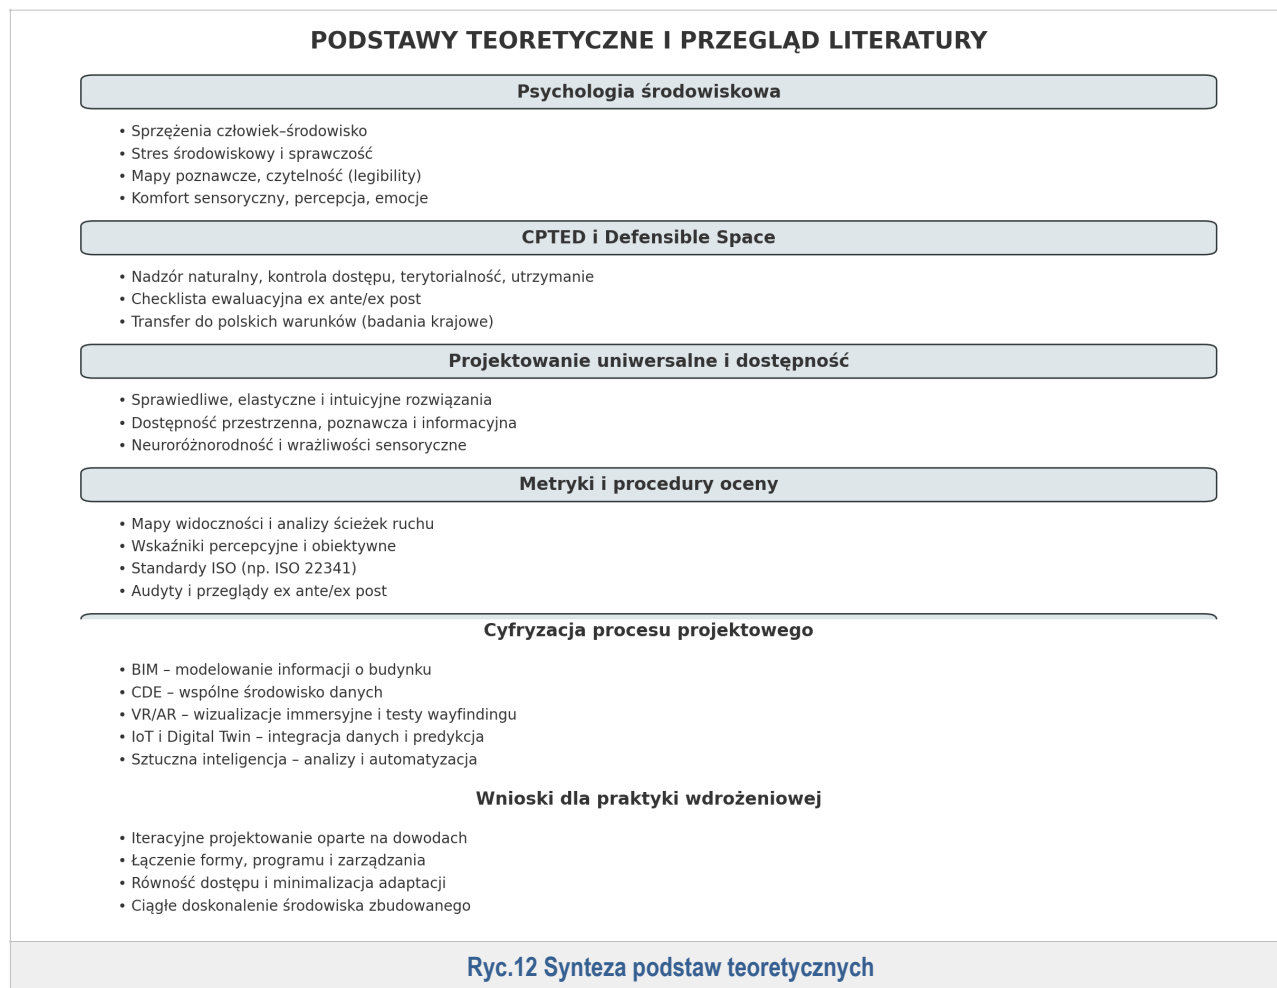 PODSTAWY TEORETYCZNE I PRZEGLĄD LITERATURY
Psychologia środowiskowa
• Sprzężenia człowiek–środowisko
• Stres środowiskowy i sprawczość
• Mapy poznawcze, czytelność (legibility)
• Komfort sensoryczny, percepcja, emocje
CPTED i Defensible Space
• Nadzór naturalny, kontrola dostępu, terytorialność, utrzymanie
• Checklista ewaluacyjna ex ante/ex post
• Transfer do polskich warunków (badania krajowe)
Projektowanie uniwersalne i dostępność
• Sprawiedliwe, elastyczne i intuicyjne rozwiązania
• Dostępność przestrzenna, poznawcza i informacyjna
• Neuroróżnorodność i wrażliwości sensoryczne
Metryki i procedury oceny
• Mapy widoczności i analizy ścieżek ruchu
• Wskaźniki percepcyjne i obiektywne
• Standardy ISO (np. ISO 22341)
• Audyty i przeglądy ex ante/ex post
Cyfryzacja procesu projektowego
• BIM – modelowanie informacji o budynku
• CDE – wspólne środowisko danych
• VR/AR – wizualizacje immersyjne i testy wayfindingu
• IoT i Digital Twin – integracja danych i predykcja
• Sztuczna inteligencja – analizy i automatyzacja
Wnioski dla praktyki wdrożeniowej
• Iteracyjne projektowanie oparte na dowodach
• Łączenie formy, programu i zarządzania
• Równość dostępu i minimalizacja adaptacji
• Ciągłe doskonalenie środowiska zbudowanego
Ryc.12 Synteza podstaw teoretycznych